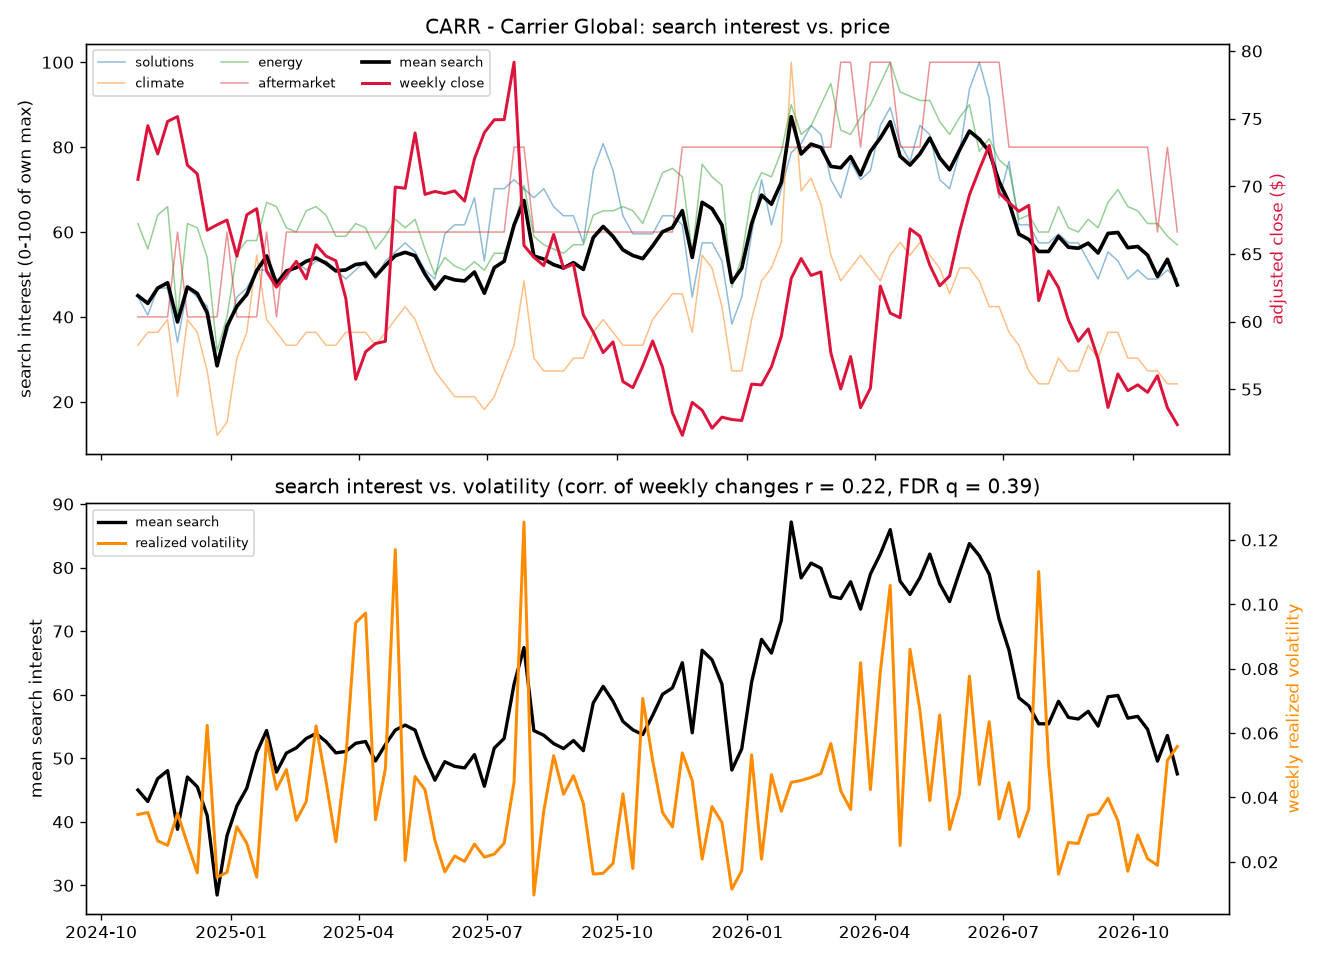 CARR - Carrier Global: search interest vs. price
solutions
climate
energy
aftermarket
mean search
weekly close
search interest (0-100 of own max)
100
80
60
40
20
adjusted close ($)
80
75
70
65
60
55
search interest vs. volatility (corr. of weekly changes r = 0.22, FDR q = 0.39)
mean search
realized volatility
mean search interest
90
80
70
60
50
40
30
weekly realized volatility
0.12
0.10
0.08
0.06
0.04
0.02
2024-10
2025-01
2025-04
2025-07
2025-10
2026-01
2026-04
2026-07
2026-10